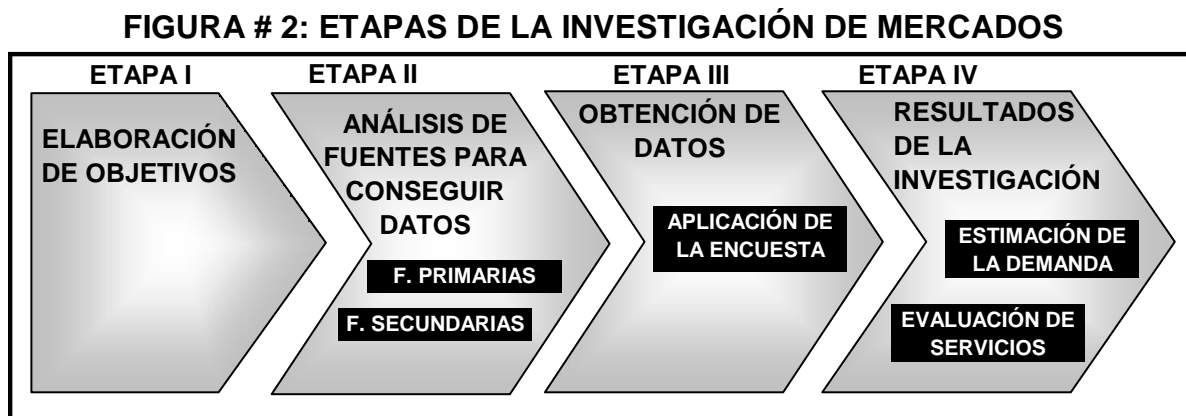 FIGURA # 2: ETAPAS DE LA INVESTIGACIÓN DE MERCADOS
ETAPA I
ELABORACIÓN
DE OBJETIVOS
ETAPA II
ANÁLISIS DE
FUENTES PARA
CONSEGUIR
DATOS
F. PRIMARIAS
F. SECUNDARIAS
ETAPA III
OBTENCIÓN DE
DATOS
APLICACIÓN DE
LA ENCUESTA
ETAPA IV
RESULTADOS
DE LA
INVESTIGACIÓN
ESTIMACIÓN DE
LA DEMANDA
EVALUACIÓN DE
SERVICIOS